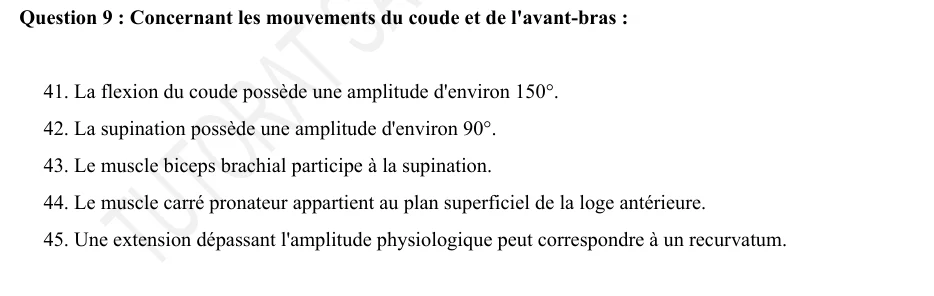 Question 9 : Concernant les mouvements du coude et de l'avant-bras :
41. La flexion du coude possède une amplitude d'environ 150°.
42. La supination possède une amplitude d'environ 90°.
43. Le muscle biceps brachial participe à la supination.
44. Le muscle carré pronateur appartient au plan superficiel de la loge antérieure.
45. Une extension dépassant l'amplitude physiologique peut correspondre à un recurvatum.
TUTORAT